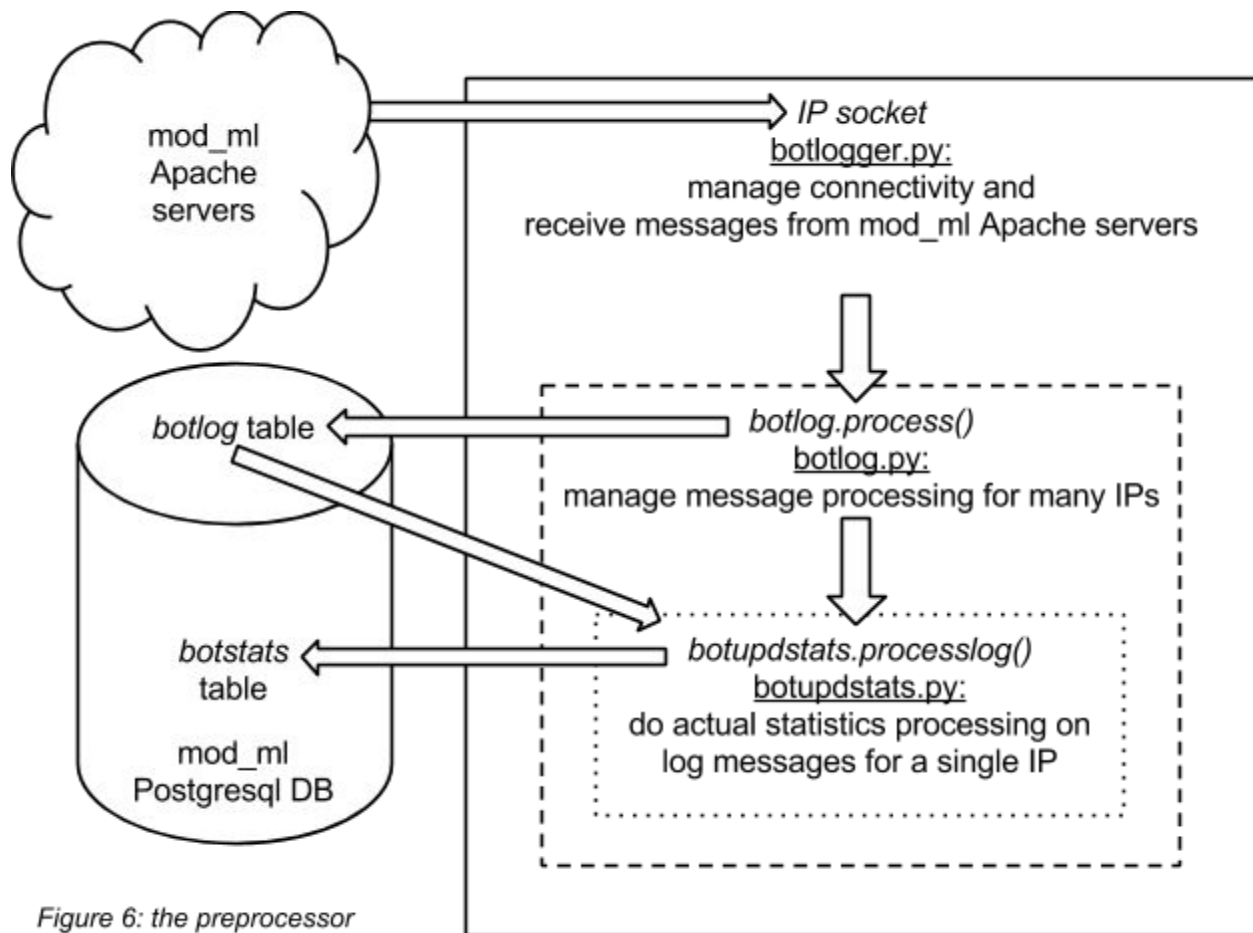 mod_ml
Apache
servers
IP socket
botlogger.py:
manage connectivity and
receive messages from mod_ml Apache servers
botlog table
botlog.process()
botlog.py:
manage message processing for many IPs
botstats
table
mod_ml
Postgresql DB
botupdstats.processlog()
botupdstats.py:
do actual statistics processing on
log messages for a single IP
Figure 6: the preprocessor